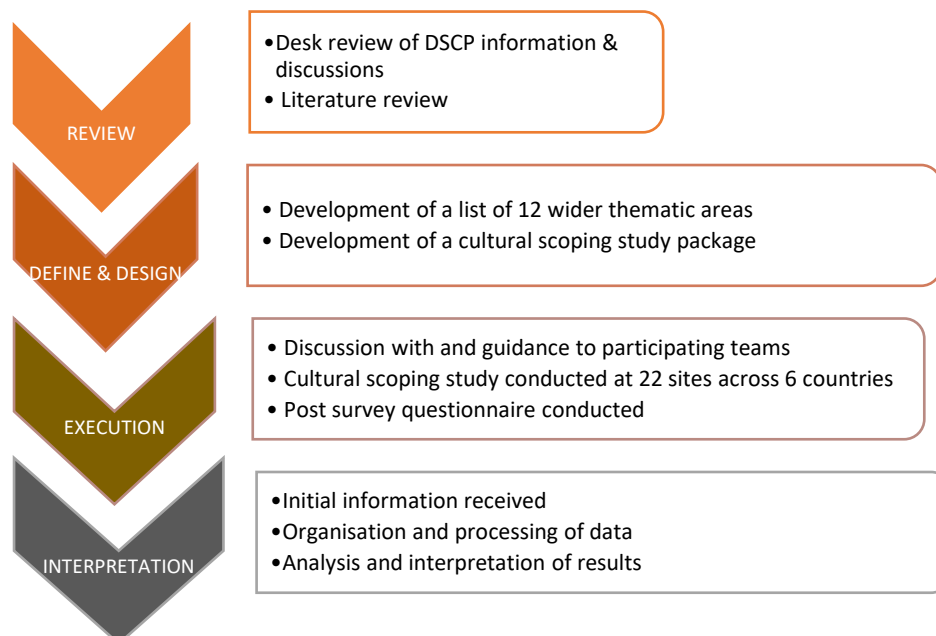 •Desk review of DSCP information &
discussions
• Literature review
REVIEW
• Development of a list of 12 wider thematic areas
• Development of a cultural scoping study package
DEFINE & DESIGN
• Discussion with and guidance to participating teams
• Cultural scoping study conducted at 22 sites across 6 countries
• Post survey questionnaire conducted
EXECUTION
•Initial information received
•Organisation and processing of data
•Analysis and interpretation of results
INTERPRETATION